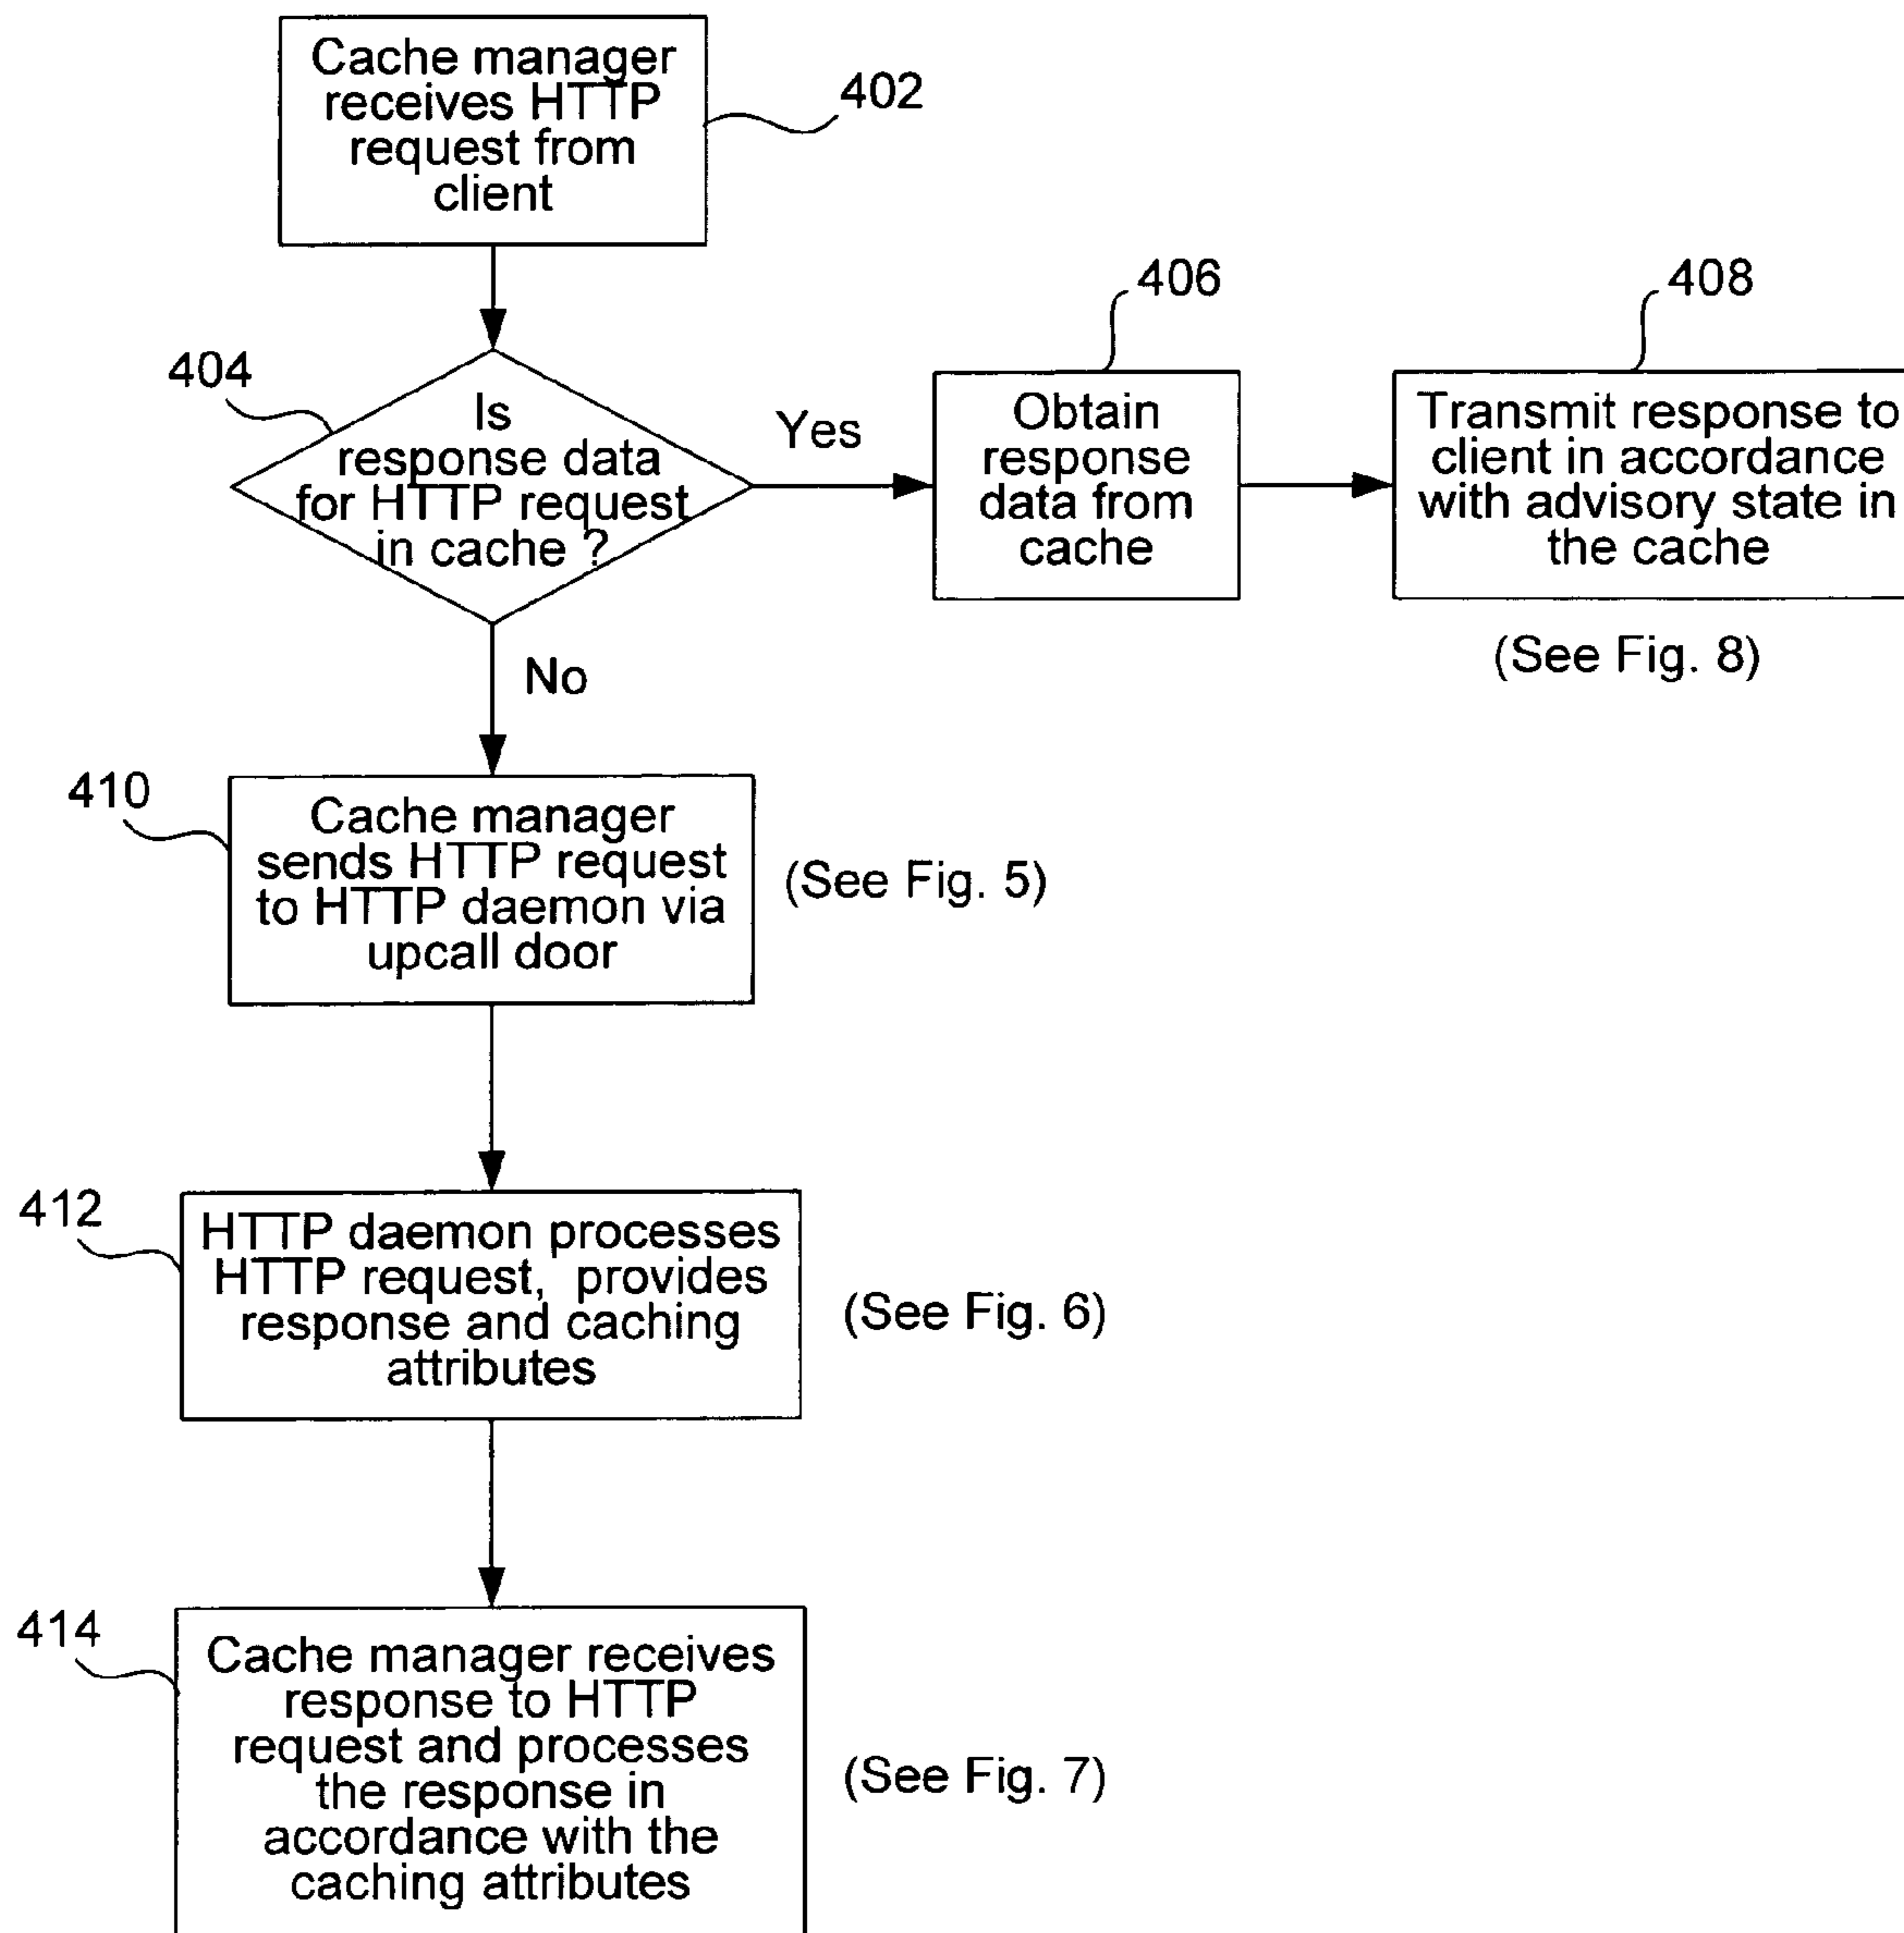 Cache manager
receives HTTP
request from
client
402
404
Is
response data
for HTTP request
in cache ?
Yes
No
406
Obtain
response
data from
cache
408
Transmit response to
client in accordance
with advisory state in
the cache
(See Fig. 8)
410
Cache manager
sends HTTP request
to HTTP daemon via
upcall door
(See Fig. 5)
412
HTTP daemon processes
HTTP request, provides
response and caching
attributes
(See Fig. 6)
414
Cache manager receives
response to HTTP
request and processes
the response in
accordance with the
caching attributes
(See Fig. 7)